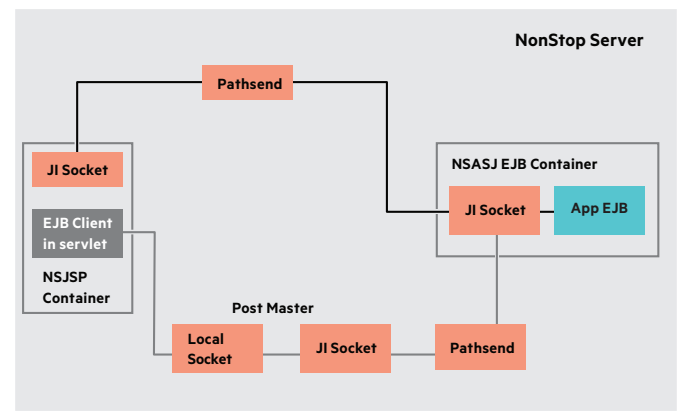 NonStop Server
Pathsend
JI Socket
EJB Client
in servlet
NSJSP
Container
NSASJ EJB Container
JI Socket
App EJB
Post Master
Local
Socket
JI Socket
Pathsend